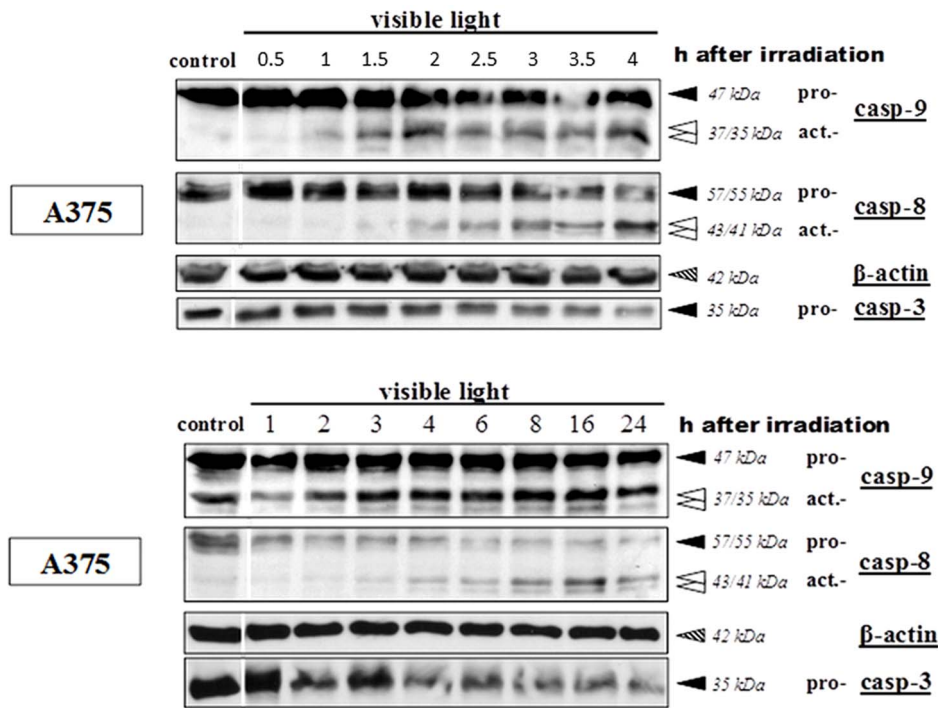 visible light
control 0.5 1 1.5 2 2.5 3 3.5 4 h after irradiation
47 kDa pro-
casp-9
37/35 kDa act.-
A375
57/55 kDa pro-
casp-8
43/41 kDa act.-
42 kDa β-actin
35 kDa pro- casp-3
visible light
control 1 2 3 4 6 8 16 24 h after irradiation
47 kDa pro-
casp-9
37/35 kDa act.-
A375
57/55 kDa pro-
casp-8
43/41 kDa act.-
42 kDa β-actin
35 kDa pro- casp-3